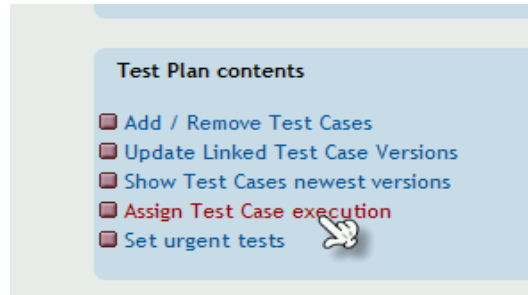 Test Plan contents
Add / Remove Test Cases
Update Linked Test Case Versions
Show Test Cases newest versions
Assign Test Case execution
Set urgent tests